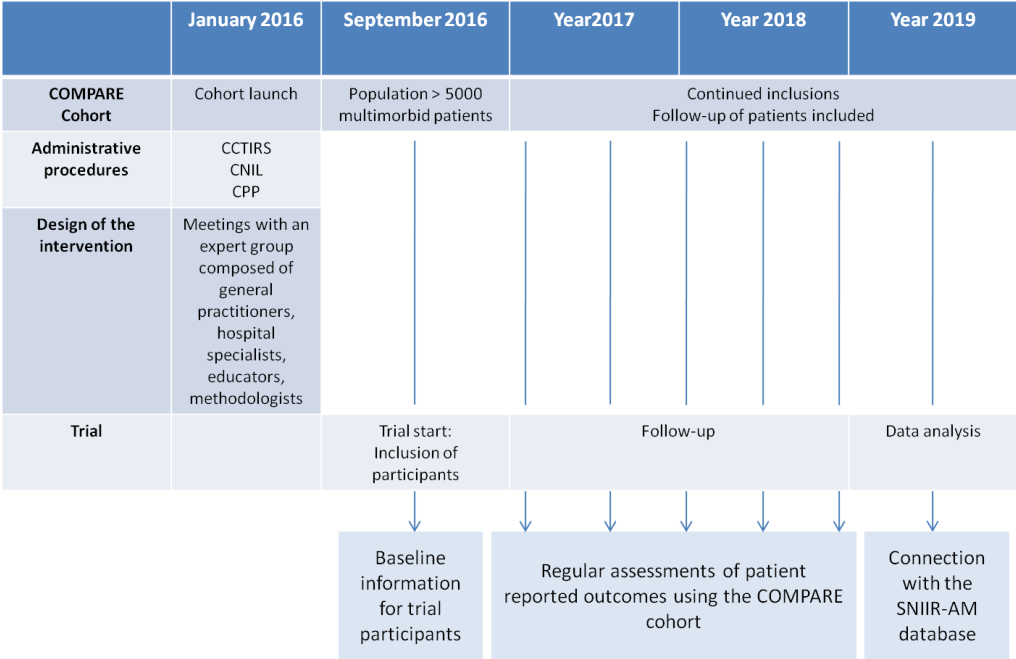 January 2016
September 2016
Year2017
Year 2018
Year 2019
COMPARE
Cohort
Cohort launch
Population > 5000
multimorbid patients
Continued inclusions
Follow-up of patients included
Administrative
procedures
CCTIRS
CNIL
CPP
Design of the
intervention
Meetings with an
expert group
composed of
general
practitioners,
hospital
specialists,
educators,
methodologists
Trial
Trial start:
Inclusion of
participants
Follow-up
Data analysis
Baseline
information
for trial
participants
Regular assessments of patient
reported outcomes using the COMPARE
cohort
Connection
with the
SNIIR-AM
database